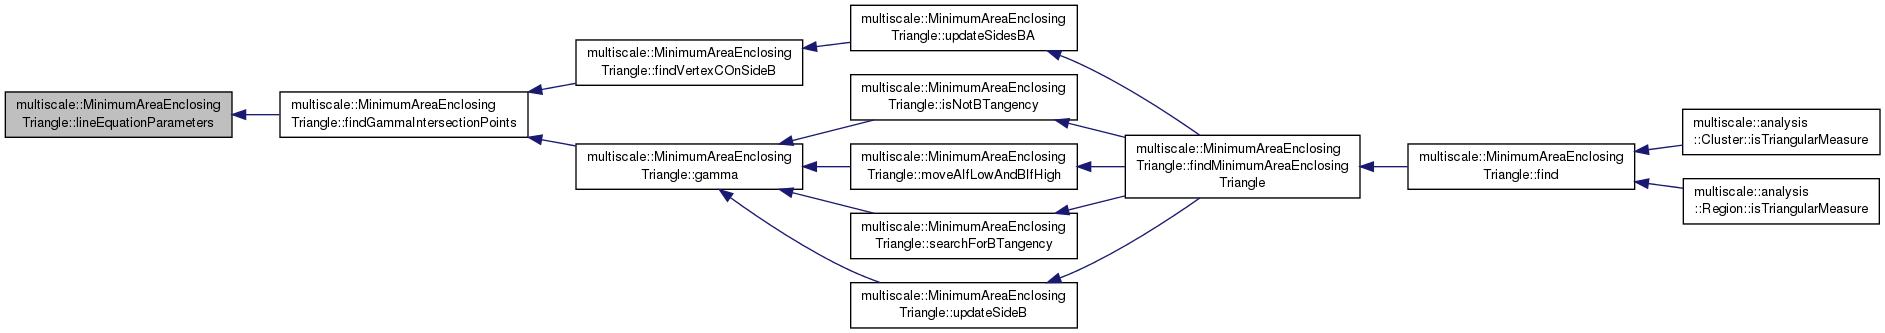 multiscale::MinimumAreaEnclosing
Triangle::lineEquationParameters
multiscale::MinimumAreaEnclosing
Triangle::findGammaIntersectionPoints
multiscale::MinimumAreaEnclosing
Triangle::findVertexCOnSideB
multiscale::MinimumAreaEnclosing
Triangle::gamma
multiscale::MinimumAreaEnclosing
Triangle::updateSidesBA
multiscale::MinimumAreaEnclosing
Triangle::isNotBTangency
multiscale::MinimumAreaEnclosing
Triangle::moveAIfLowAndBIfHigh
multiscale::MinimumAreaEnclosing
Triangle::searchForBTangency
multiscale::MinimumAreaEnclosing
Triangle::updateSideB
multiscale::MinimumAreaEnclosing
Triangle::findMinimumAreaEnclosing
Triangle
multiscale::MinimumAreaEnclosing
Triangle::find
multiscale::analysis
::Cluster::isTriangularMeasure
multiscale::analysis
::Region::isTriangularMeasure